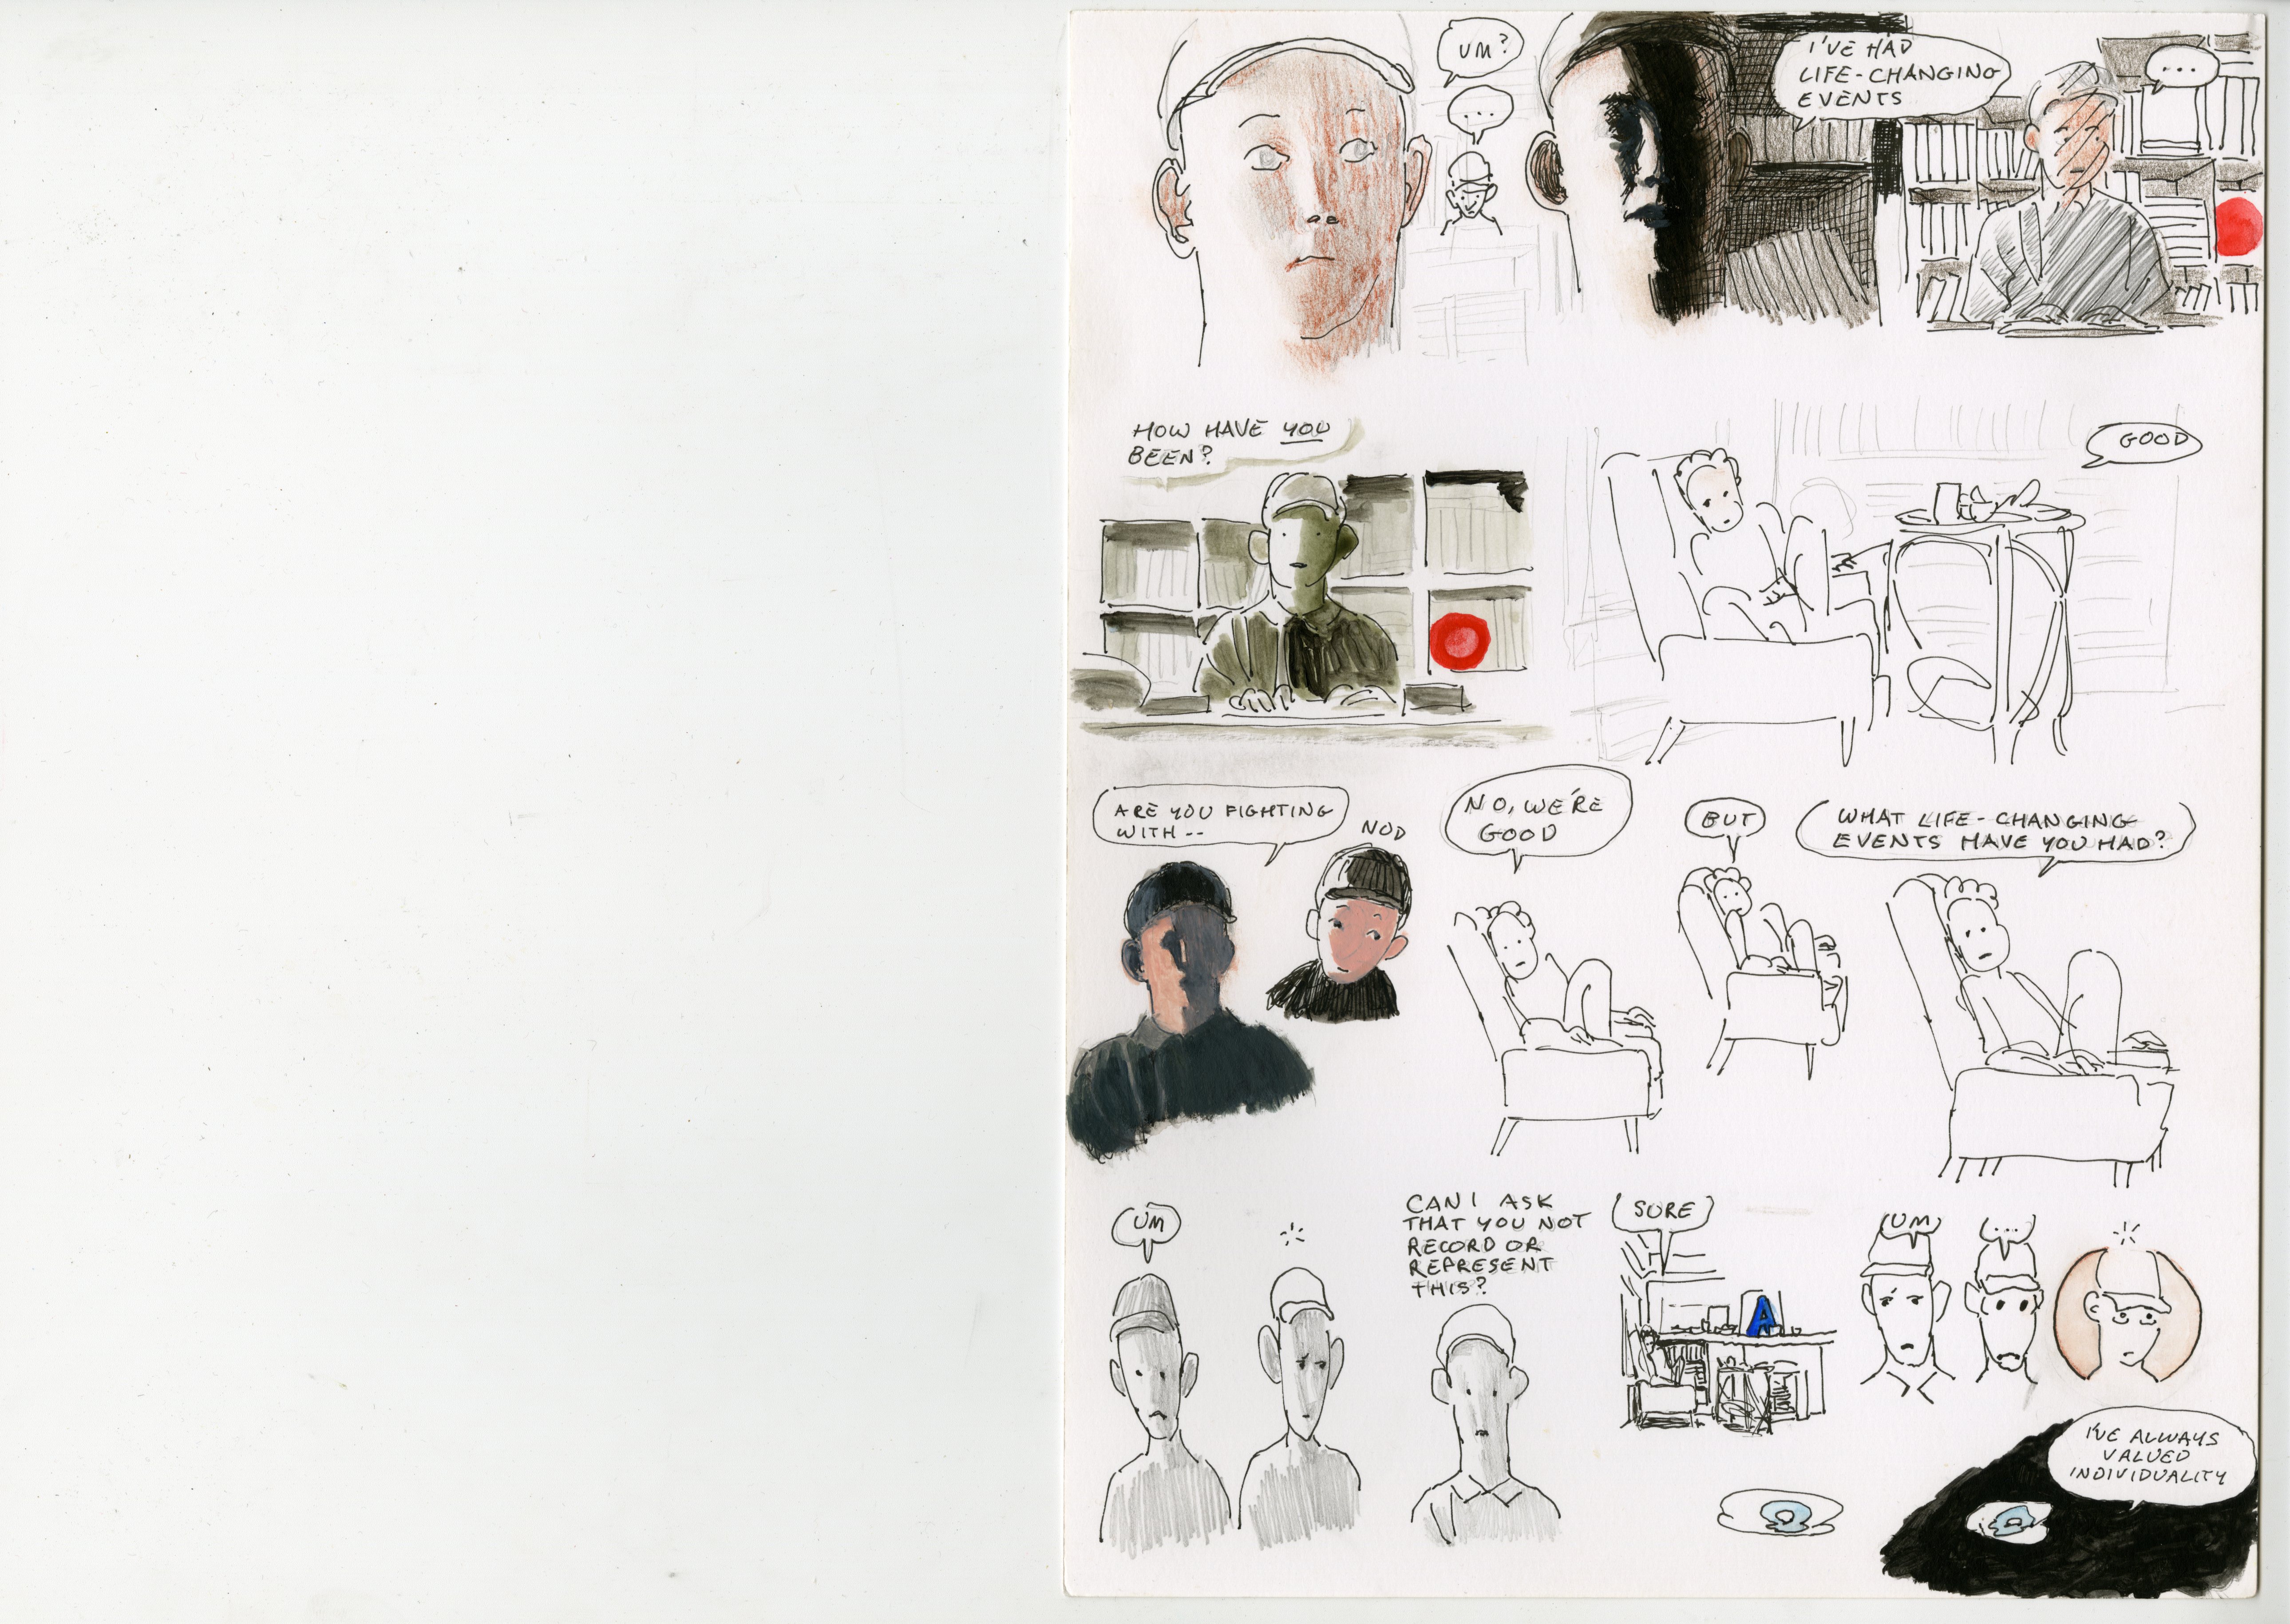 UM?
...
I'VE HAD
LIFE-CHANGING
EVENTS
...
HOW HAVE YOU
BEEN?
GOOD
ARE YOU FIGHTING
WITH--
NOD
NO, WE'RE
GOOD
BUT
WHAT LIFE-CHANGING
EVENTS HAVE YOU HAD?
UM
CAN I ASK
THAT YOU NOT
RECORD OR
REPRESENT
THIS?
SURE
A
UM
...
I'VE ALWAYS
VALUED
INDIVIDUALITY